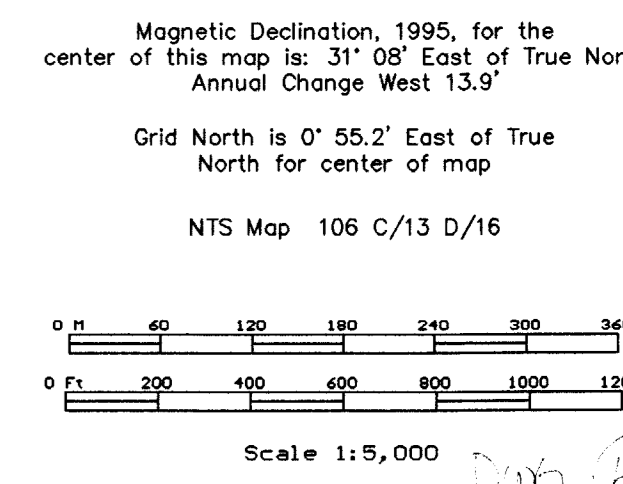 Magnetic Declination, 1995, for the
center of this map is: 31° 08' East of True Nor
Annual Change West 13.9'
Grid North is 0° 55.2' East of True
North for center of map
NTS Map 106 C/13 D/16
0 M 60 120 180 240 300 36
0 Ft 200 400 600 800 1000 120
Scale 1:5,000